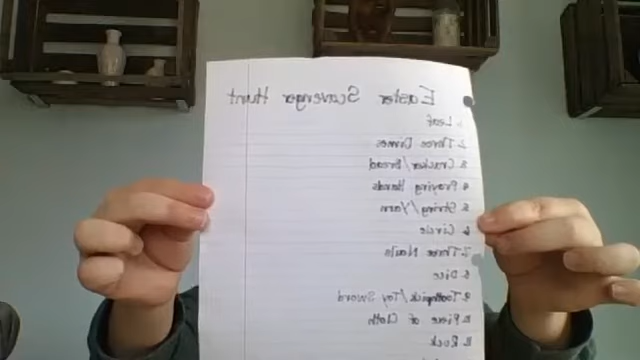 Easter Scavenger Hunt
1. Leaf
2. Three Dimes
3. Cracker/Bread
4. Praying Hands
5. String/Yarn
6. Circle
7. Three Nails
8. Dice
9. Toothpick/Toy Sword
10. Piece of Cloth
11. Rock